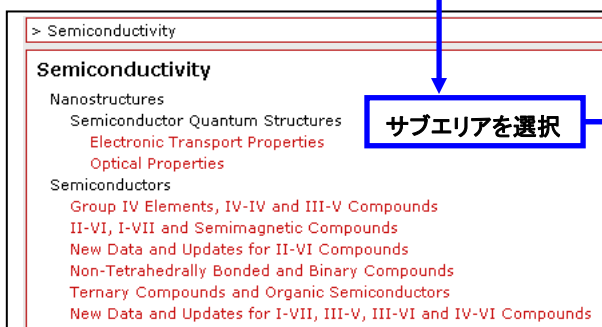 > Semiconductivity
Semiconductivity
Nanostructures
Semiconductor Quantum Structures
Electronic Transport Properties
Optical Properties
サブエリアを選択
Semiconductors
Group IV Elements, IV-IV and III-V Compounds
II-VI, I-VII and Semimagnetic Compounds
New Data and Updates for II-VI Compounds
Non-Tetrahedrally Bonded and Binary Compounds
Ternary Compounds and Organic Semiconductors
New Data and Updates for I-VII, III-V, III-VI and IV-VI Compounds